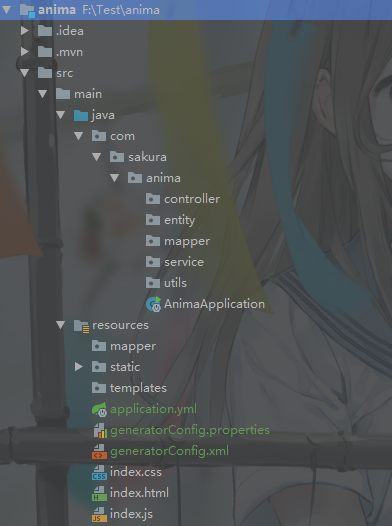 anima F:\Test\anima
.idea
.mvn
src
main
java
com
sakura
anima
controller
entity
mapper
service
utils
AnimaApplication
resources
mapper
static
templates
application.yml
generatorConfig.properties
generatorConfig.xml
index.css
index.html
index.js